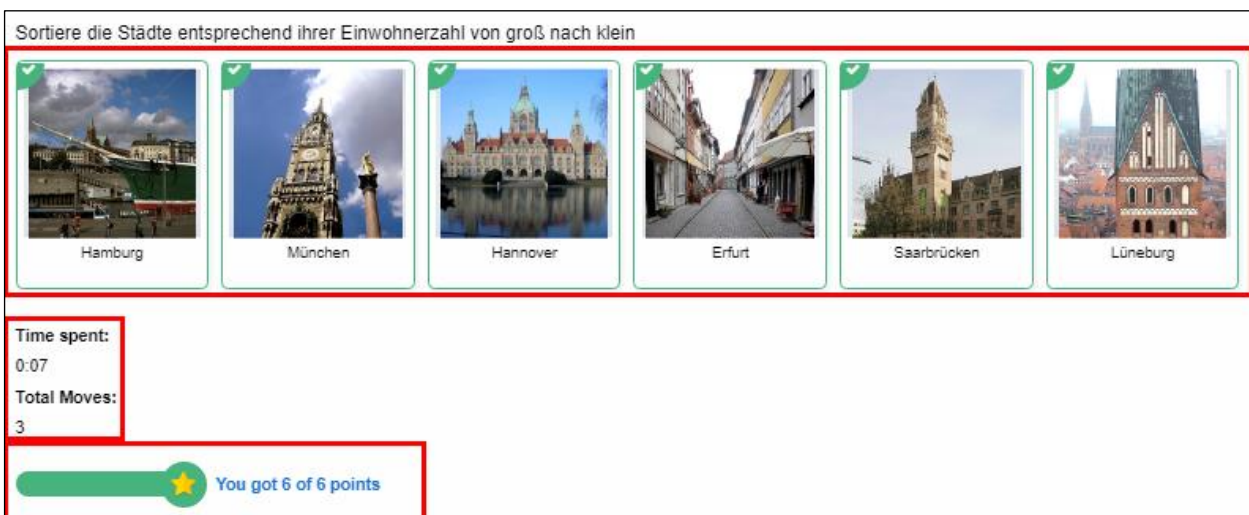 Sortiere die Städte entsprechend ihrer Einwohnerzahl von groß nach klein
Hamburg
München
Hannover
Erfurt
Saarbrücken
Lüneburg
Time spent:
0:07
Total Moves:
3
You got 6 of 6 points